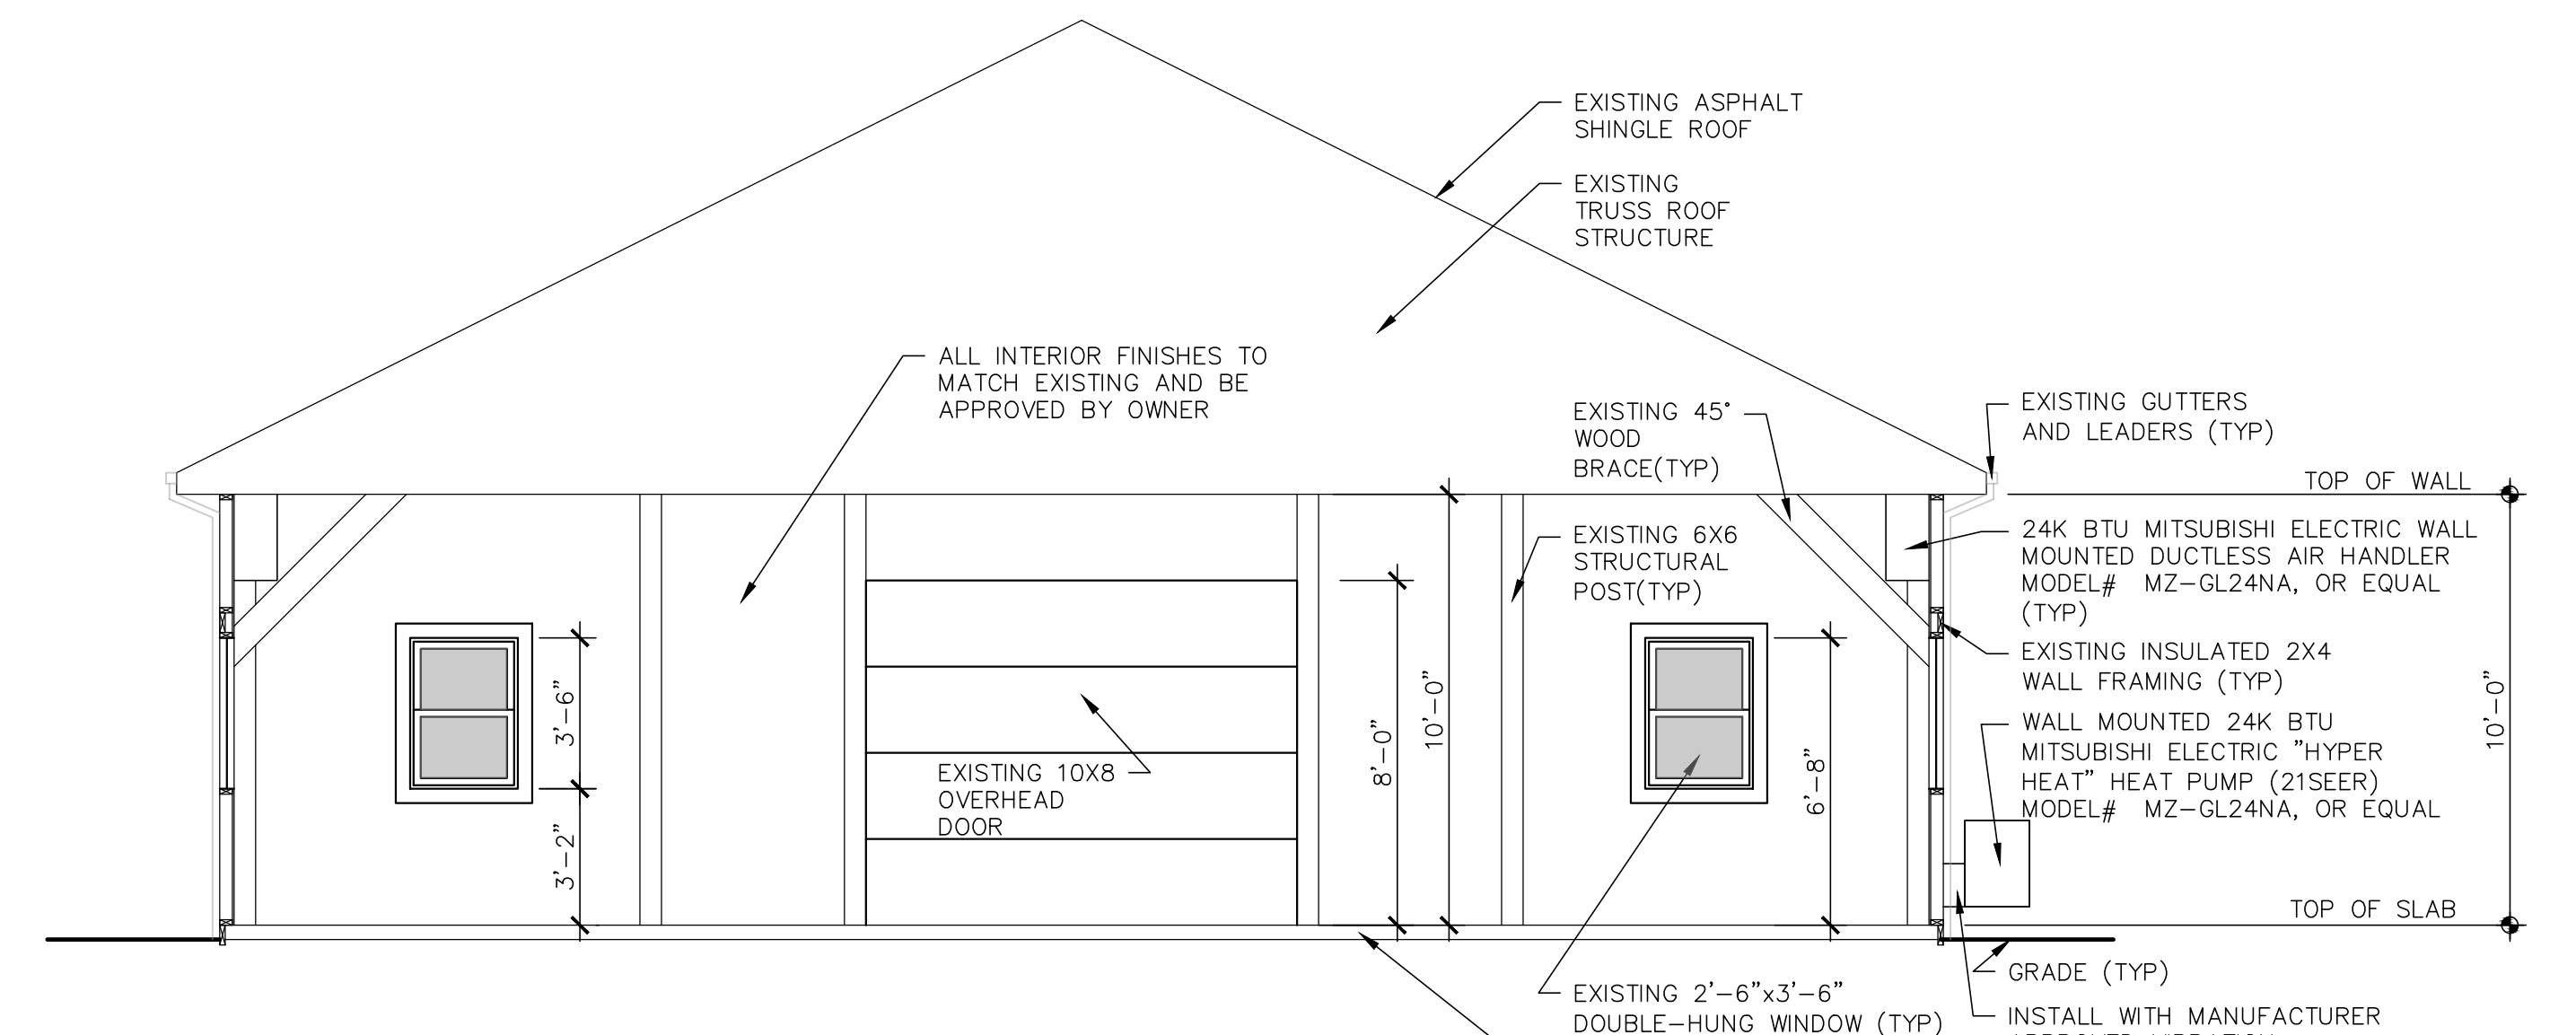 EXISTING ASPHALT
SHINGLE ROOF
EXISTING
TRUSS ROOF
STRUCTURE
ALL INTERIOR FINISHES TO
MATCH EXISTING AND BE
APPROVED BY OWNER
EXISTING 45°
WOOD
BRACE(TYP)
EXISTING GUTTERS
AND LEADERS (TYP)
TOP OF WALL
24K BTU MITSUBISHI ELECTRIC WALL
MOUNTED DUCTLESS AIR HANDLER
MODEL# MZ-GL24NA, OR EQUAL
(TYP)
EXISTING 6X6
STRUCTURAL
POST(TYP)
EXISTING INSULATED 2X4
WALL FRAMING (TYP)
WALL MOUNTED 24K BTU
MITSUBISHI ELECTRIC "HYPER
HEAT" HEAT PUMP (21SEER)
MODEL# MZ-GL24NA, OR EQUAL
3'-6"
3'-2"
EXISTING 10X8
OVERHEAD
DOOR
8'-0"
10'-0"
6'-8"
10'-0"
TOP OF SLAB
GRADE (TYP)
EXISTING 2'-6"x3'-6"
DOUBLE-HUNG WINDOW (TYP)
INSTALL WITH MANUFACTURER